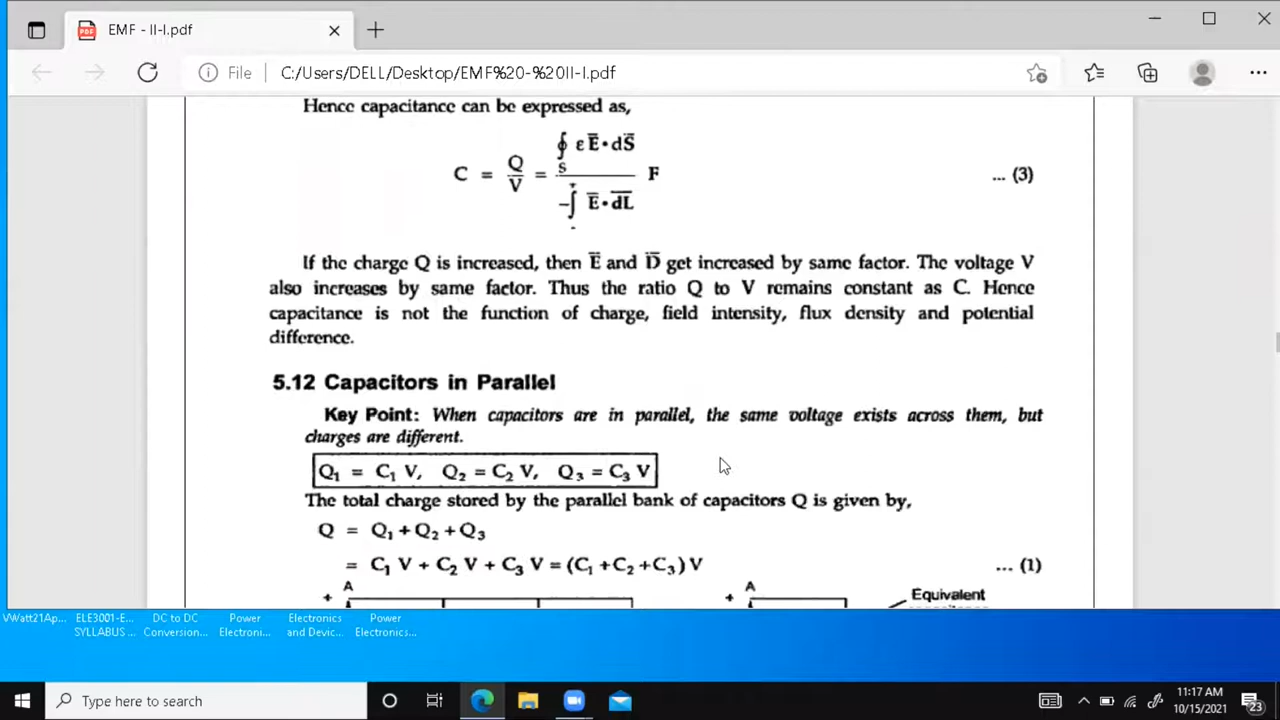 EMF - II-I.pdf
File C:/Users/DELL/Desktop/EMF%20-%20II-I.pdf
Hence capacitance can be expressed as,
C = Q/V = ∮S ε E̅ • dS̅ / -∫ E̅ • dL̅ F ... (3)
If the charge Q is increased, then E̅ and D̅ get increased by same factor. The voltage V
also increases by same factor. Thus the ratio Q to V remains constant as C. Hence
capacitance is not the function of charge, field intensity, flux density and potential
difference.
5.12 Capacitors in Parallel
Key Point: When capacitors are in parallel, the same voltage exists across them, but
charges are different.
Q₁ = C₁ V, Q₂ = C₂ V, Q₃ = C₃ V
The total charge stored by the parallel bank of capacitors Q is given by,
Q = Q₁ + Q₂ + Q₃
= C₁ V + C₂ V + C₃ V = (C₁ + C₂ + C₃) V ... (1)
+ A + A Equivalent
VWatt21Ap... ELE3001-E... DC to DC Power Electronics Power
SYLLABUS ... Conversion... Electroni... and Devic... Electronics...
Type here to search
11:17 AM
10/15/2021
23